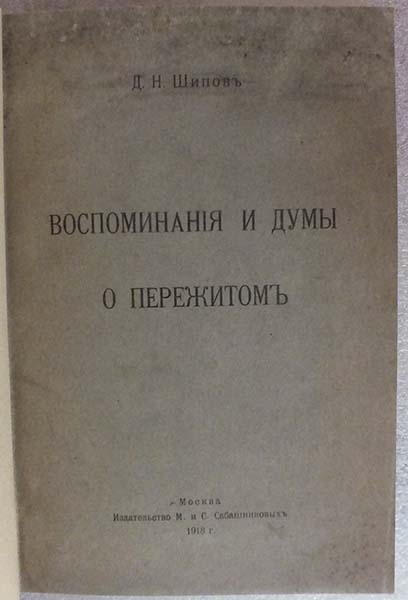 Д. Н. Шиповъ
ВОСПОМИНАНІЯ И ДУМЫ
О ПЕРЕЖИТОМЪ
Москва
Издательство М. и С. Сабашниковыхъ
1918 г.